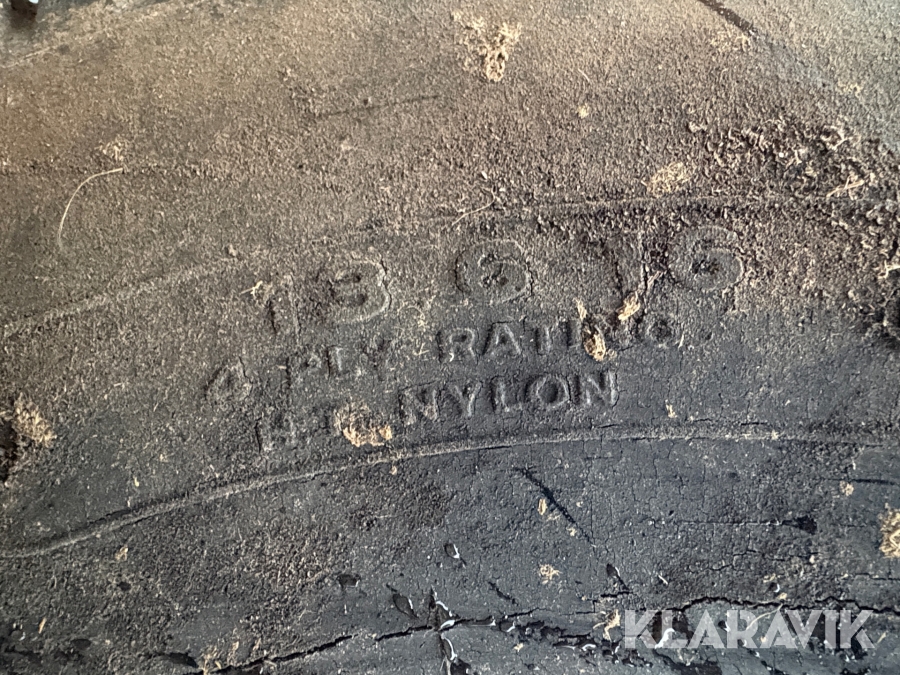 13 6 16
4 PLY RATING
H.T. NYLON
KLARAVIK